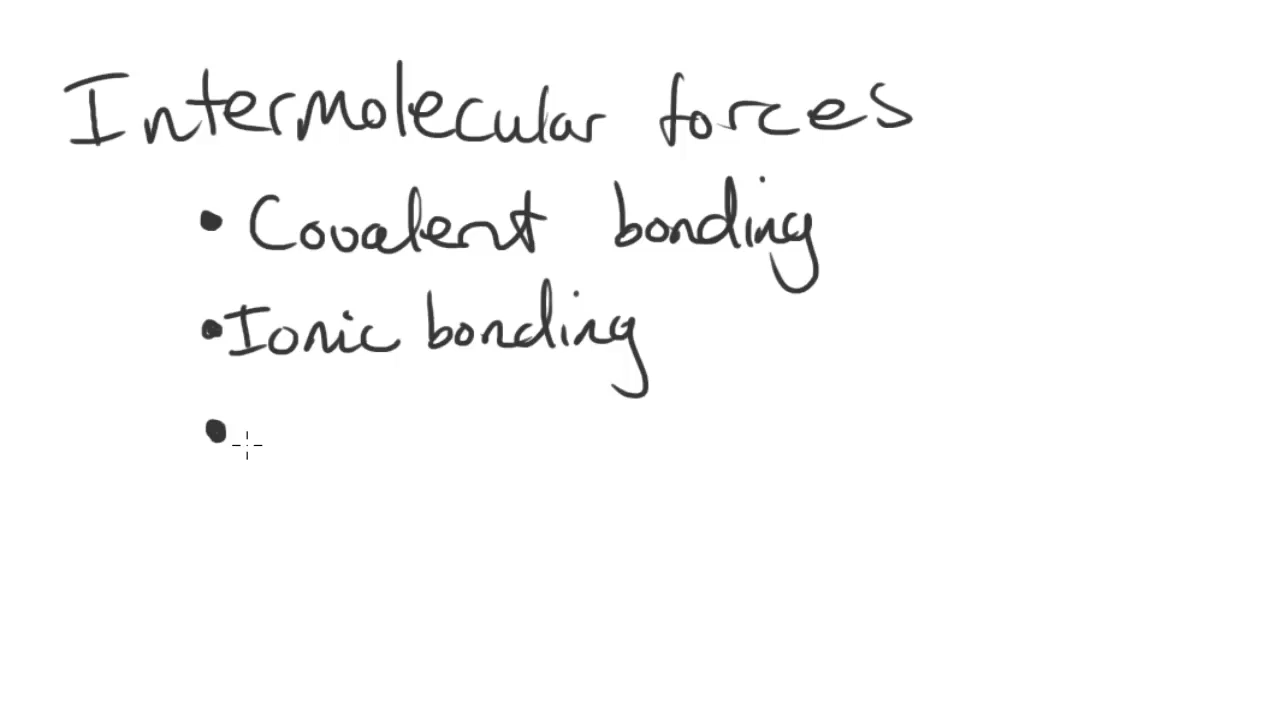 Intermolecular forces
• Covalent bonding
• Ionic bonding
•